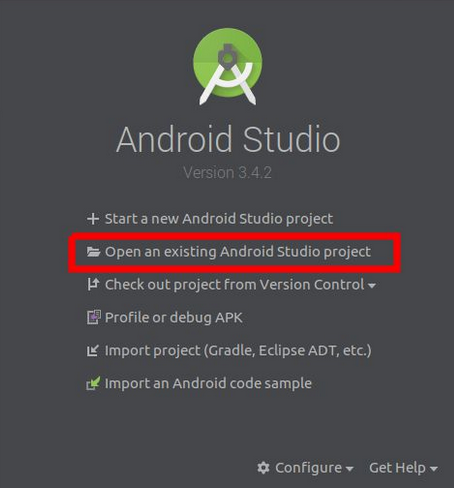 Android Studio
Version 3.4.2
Start a new Android Studio project
Open an existing Android Studio project
Check out project from Version Control
Profile or debug APK
Import project (Gradle, Eclipse ADT, etc.)
Import an Android code sample
Configure Get Help